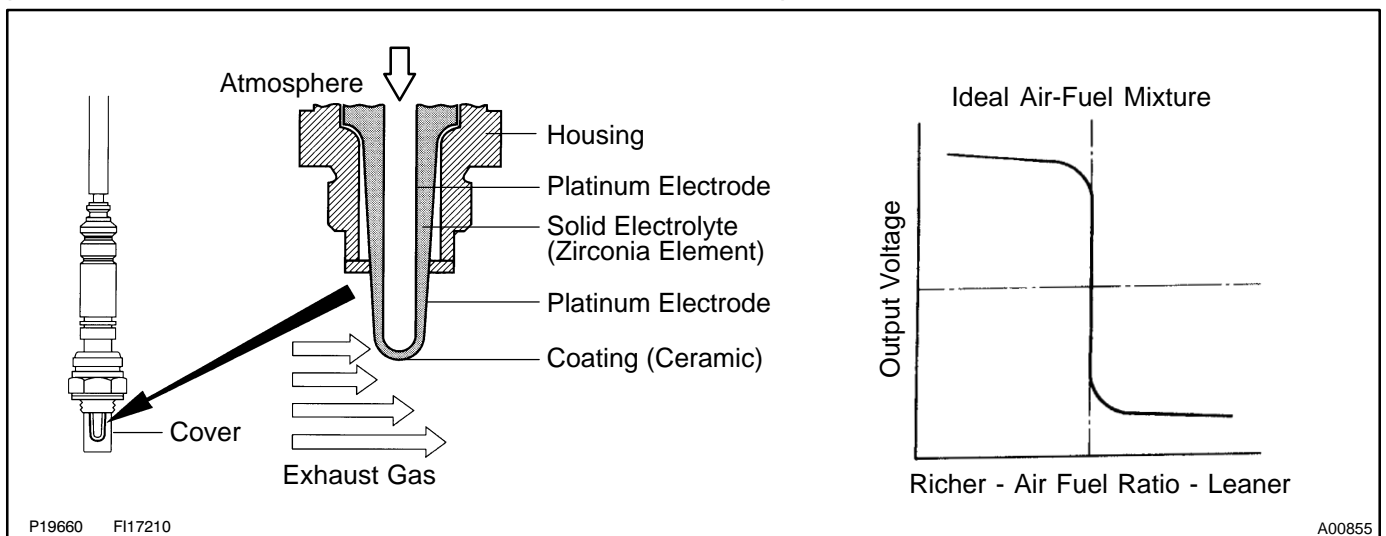 Atmosphere
Housing
Platinum Electrode
Solid Electrolyte
(Zirconia Element)
Platinum Electrode
Coating (Ceramic)
Cover
Exhaust Gas
Ideal Air-Fuel Mixture
Output Voltage
Richer - Air Fuel Ratio - Leaner
P19660 FI17210
A00855